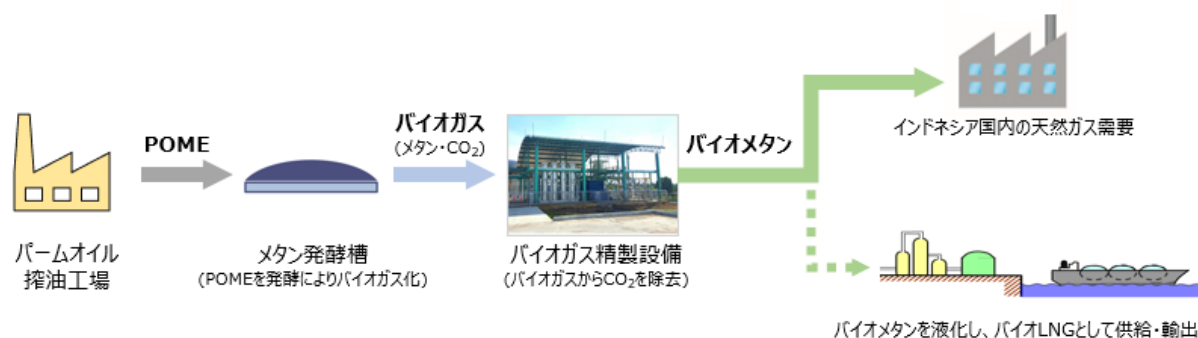 パームオイル
搾油工場
POME
メタン発酵槽
(POMEを発酵によりバイオガス化)
バイオガス
(メタン・CO₂)
バイオガス精製設備
(バイオガスからCO₂を除去)
バイオメタン
インドネシア国内の天然ガス需要
バイオメタンを液化し、バイオLNGとして供給・輸出